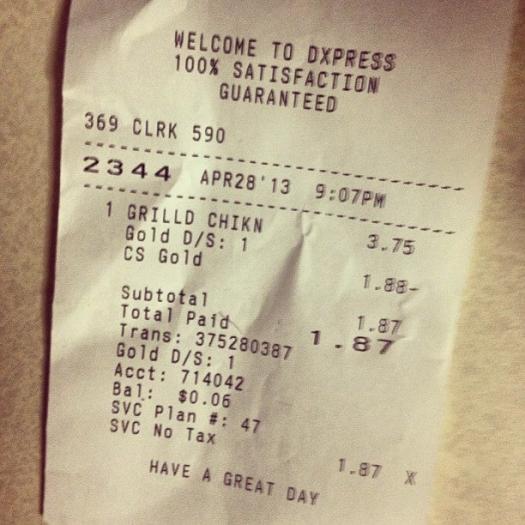 WELCOME TO DXPRESS
100% SATISFACTION
GUARANTEED
369 CLRK 590
2344 APR28'13 9:07PM
1 GRILLD CHIKN 3.75
Gold D/S: 1
CS Gold 1.88-
Subtotal 1.87
Total Paid 1.87
Trans: 375280387
Gold D/S: 1
Acct: 714042
Bal: $0.06
SVC Plan #: 47
SVC No Tax 1.87 X
HAVE A GREAT DAY